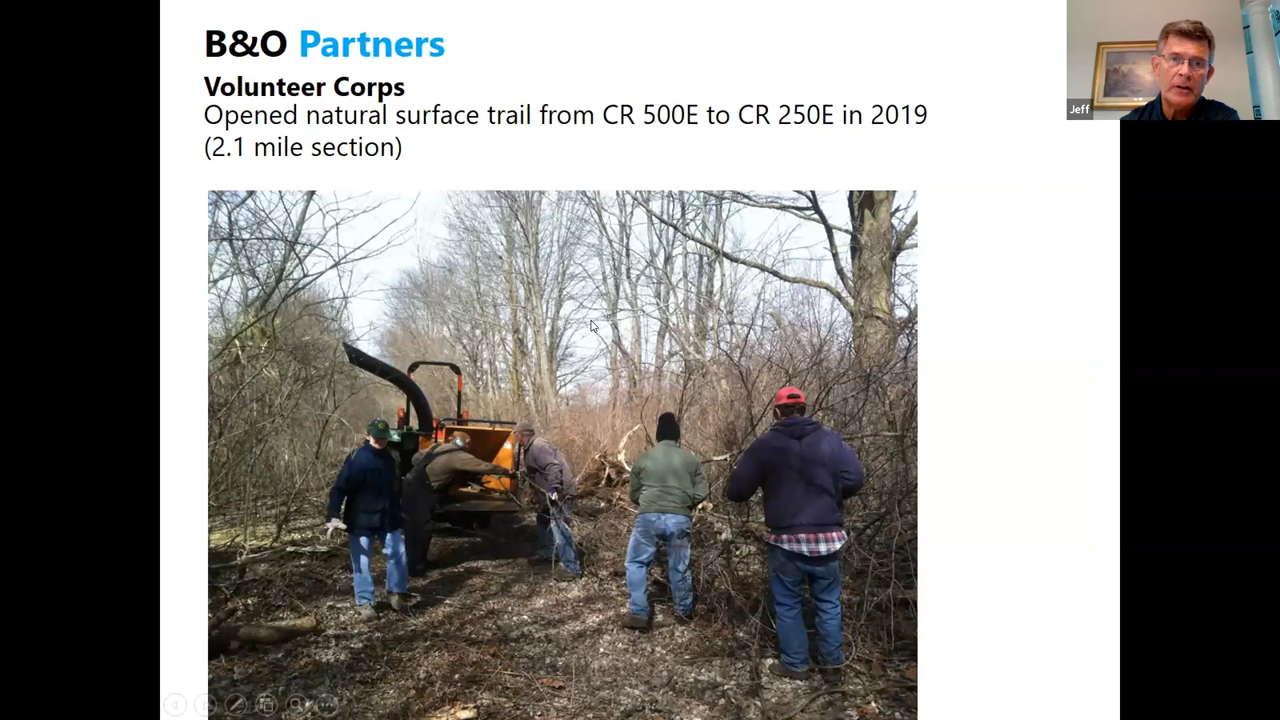 B&O Partners
Volunteer Corps
Opened natural surface trail from CR 500E to CR 250E in 2019
(2.1 mile section)
Jeff